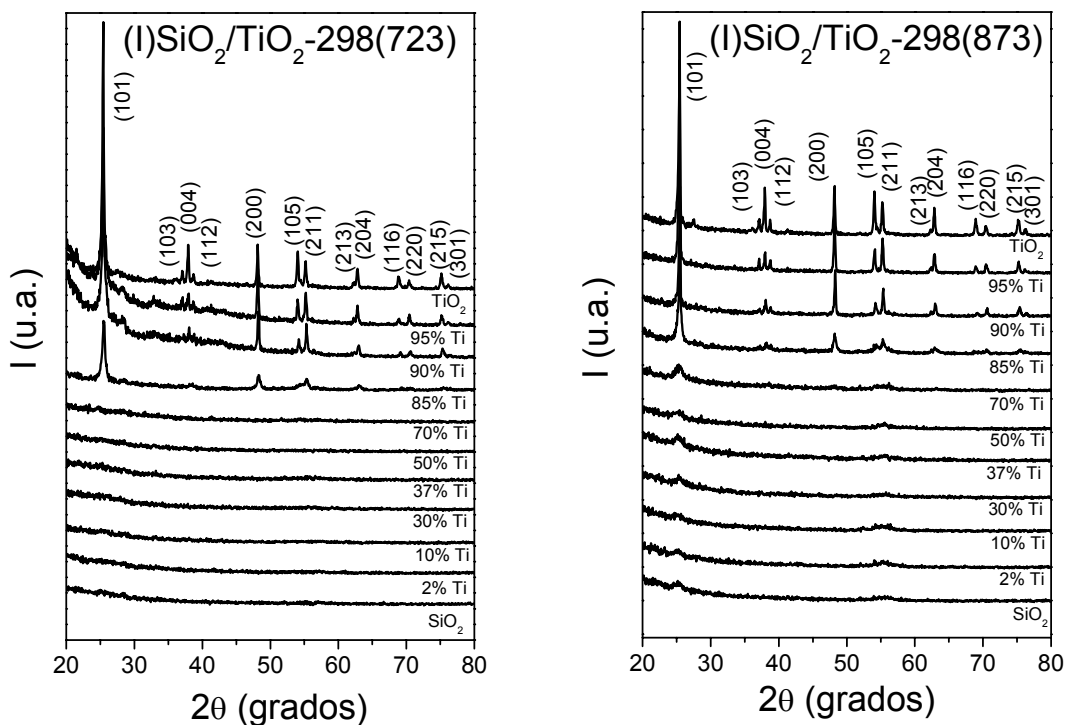 (I)SiO₂/TiO₂-298(723)
(101)
(103)
(004)
(112)
(200)
(105)
(211)
(213)
(204)
(116)
(220)
(215)
(301)
TiO₂
95% Ti
90% Ti
85% Ti
70% Ti
50% Ti
37% Ti
30% Ti
10% Ti
2% Ti
SiO₂
I (u.a.)
20 30 40 50 60 70 80
2θ (grados)
(I)SiO₂/TiO₂-298(873)
(101)
(103)
(004)
(112)
(200)
(105)
(211)
(213)
(204)
(116)
(220)
(215)
(301)
TiO₂
95% Ti
90% Ti
85% Ti
70% Ti
50% Ti
37% Ti
30% Ti
10% Ti
2% Ti
SiO₂
I (u.a.)
20 30 40 50 60 70 80
2θ (grados)